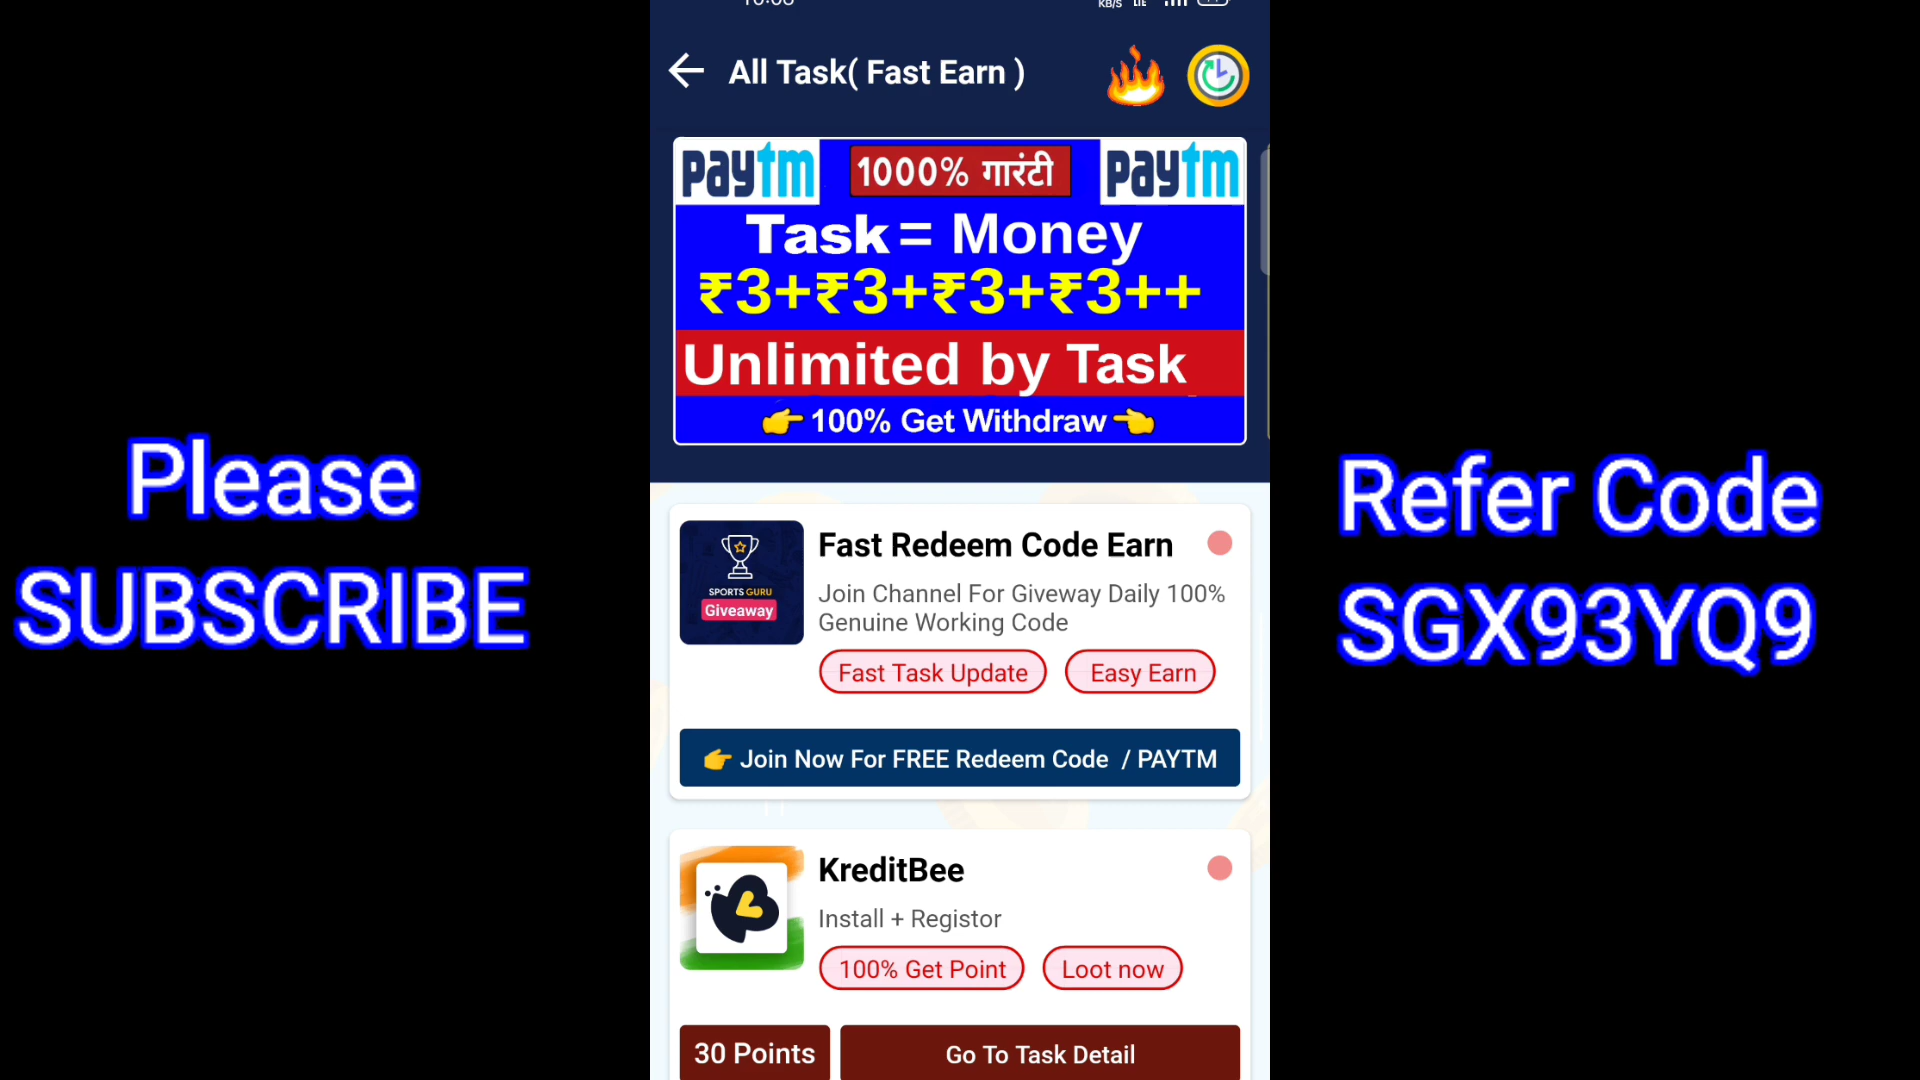 KB/S LTE
All Task( Fast Earn )
paytm 1000% गारंटी paytm
Task = Money
₹3+₹3+₹3+₹3++
Unlimited by Task
👉 100% Get Withdraw 👈
Please
SUBSCRIBE
Refer Code
SGX93YQ9
SPORTS GURU
Giveaway
Fast Redeem Code Earn
Join Channel For Giveway Daily 100%
Genuine Working Code
Fast Task Update Easy Earn
👉 Join Now For FREE Redeem Code / PAYTM
KreditBee
Install + Registor
100% Get Point Loot now
30 Points Go To Task Detail